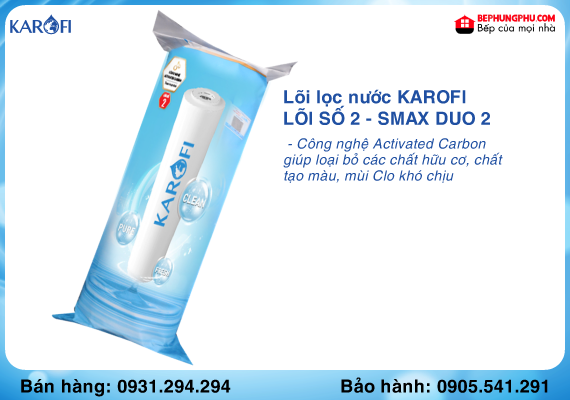 KAROFI
BEPHUNGPHU.COM
Bếp của mọi nhà
Lõi lọc nước KAROFI
LÕI SỐ 2 - SMAX DUO 2
- Công nghệ Activated Carbon
giúp loại bỏ các chất hữu cơ, chất
tạo màu, mùi Clo khó chịu
2
KAROFI
CLEAN
PURE
FRESH
Bán hàng: 0931.294.294
Bảo hành: 0905.541.291